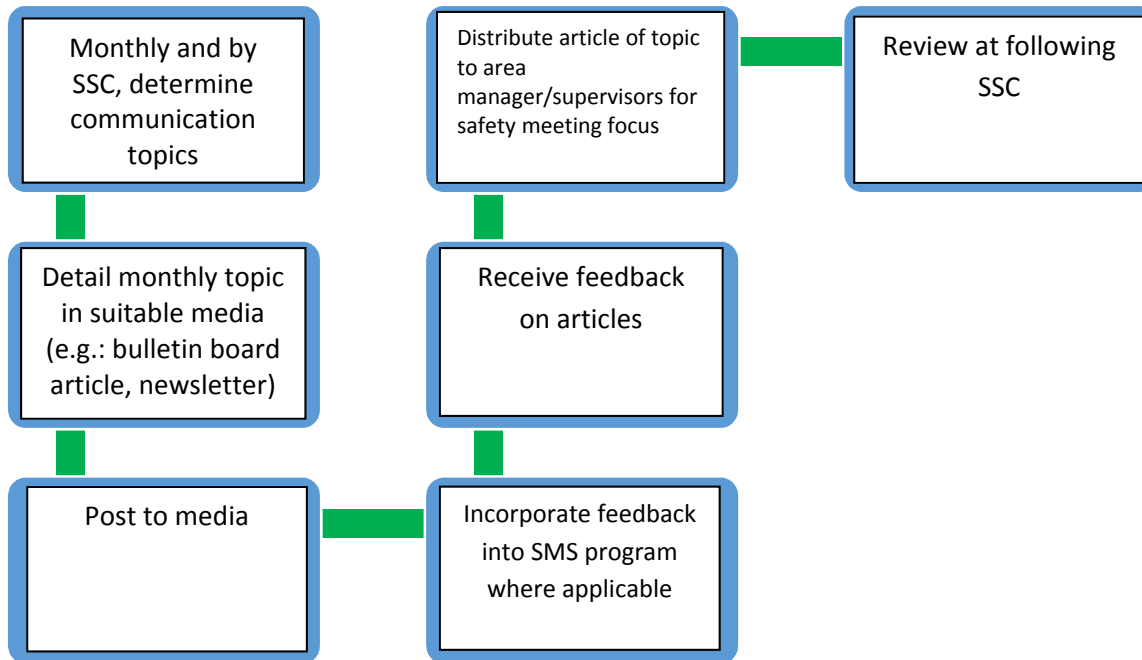 Monthly and by
SSC, determine
communication
topics
Detail monthly topic
in suitable media
(e.g.: bulletin board
article, newsletter)
Post to media
Incorporate feedback
into SMS program
where applicable
Receive feedback
on articles
Distribute article of topic
to area
manager/supervisors for
safety meeting focus
Review at following
SSC